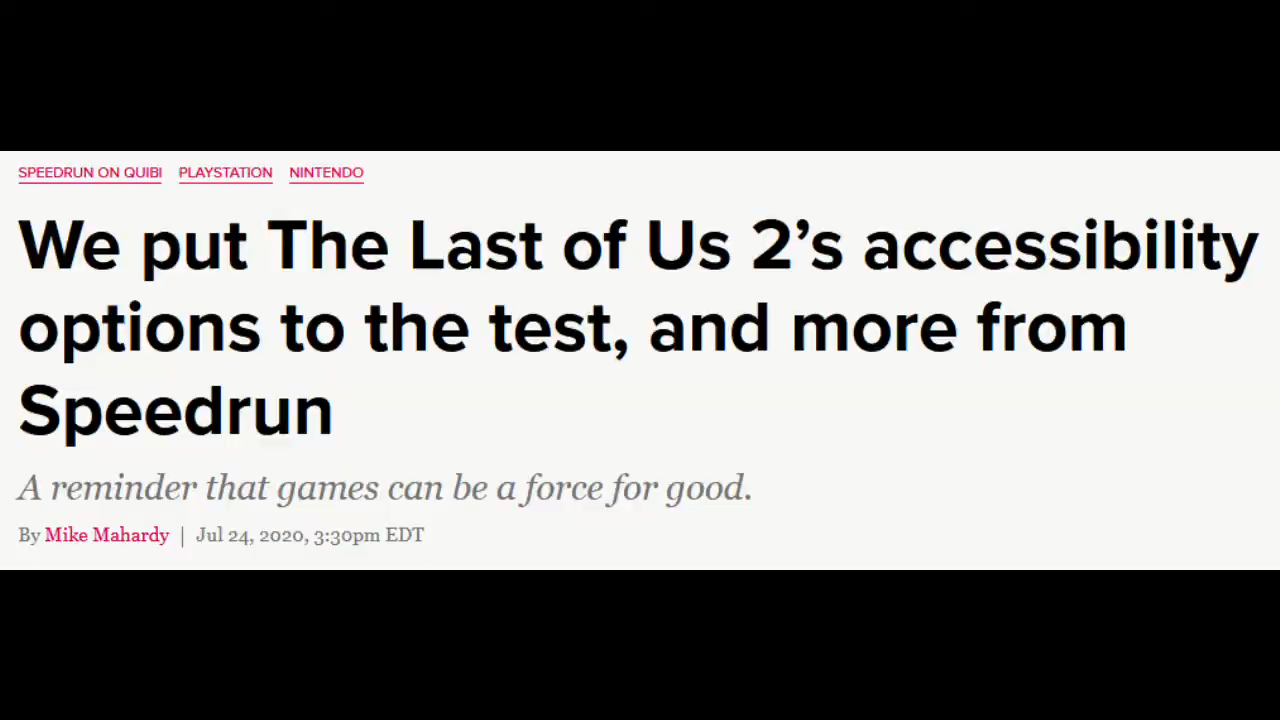 SPEEDRUN ON QUIBI PLAYSTATION NINTENDO
We put The Last of Us 2’s accessibility
options to the test, and more from
Speedrun
A reminder that games can be a force for good.
By Mike Mahardy | Jul 24, 2020, 3:30pm EDT